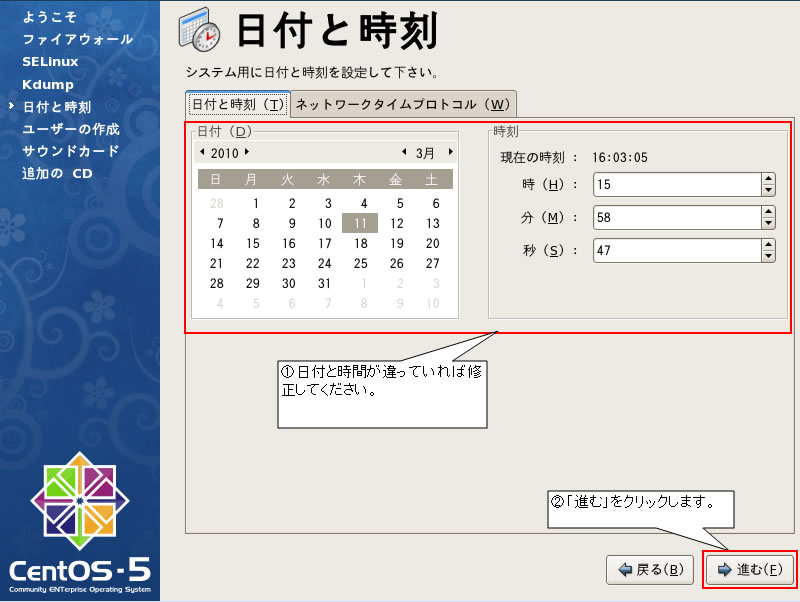 ようこそ
ファイアウォール
SELinux
Kdump
日付と時刻
ユーザーの作成
サウンドカード
追加の CD
日付と時刻
システム用に日付と時刻を設定して下さい。
日付と時刻 (T) ネットワークタイムプロトコル (W)
日付 (D)
2010 3月
日 月 火 水 木 金 土
28 1 2 3 4 5 6
7 8 9 10 11 12 13
14 15 16 17 18 19 20
21 22 23 24 25 26 27
28 29 30 31 1 2 3
4 5 6 7 8 9 10
時刻
現在の時刻 : 16:03:05
時 (H) : 15
分 (M) : 58
秒 (S) : 47
①日付と時間が違っていれば修
正してください。
②「進む」をクリックします。
戻る(B) 進む(F)
CentOS-5
Community ENTerprise Operating System